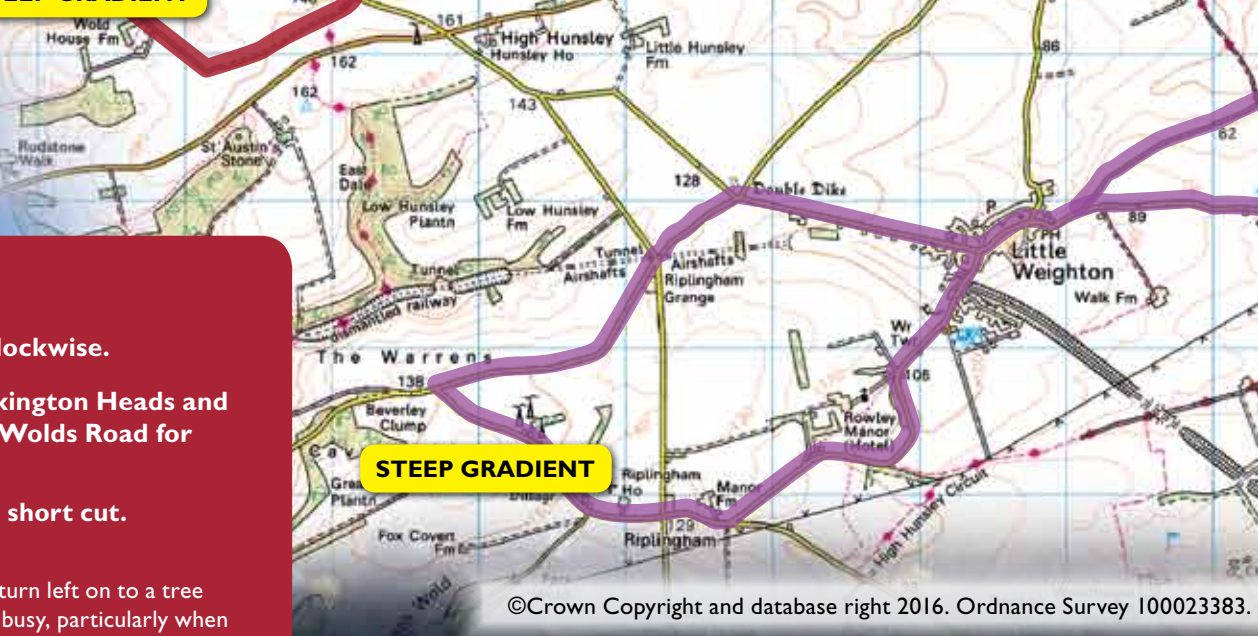 STEEP GRADIENT
Wold
House Fm
161
High Hunsley
Hunsley Ho
Little Hunsley
Fm
86
162
162
143
62
Rudstone
Walk
St Austin's
Stone
East
Dale
128
Double Dike
Low Hunsley
Plantn
Low Hunsley
Fm
P
89
PH
Little
Weighton
Tunnel
Airshafts
Airshafts
Tunnel
Riplingham
Grange
Walk Fm
dismantled railway
lockwise.
The Warrens
Wr
Twr
138
105
xington Heads and
Wolds Road for
Beverley
Clump
Rowley
Manor
(Hotel)
STEEP GRADIENT
Riplingham
Ho
Manor
Fm
Plantn
Village
short cut.
129
Riplingham
High Hunsley Circuit
Fox Covert
Fm
turn left on to a tree
Wold
busy, particularly when
©Crown Copyright and database right 2016. Ordnance Survey 100023383.